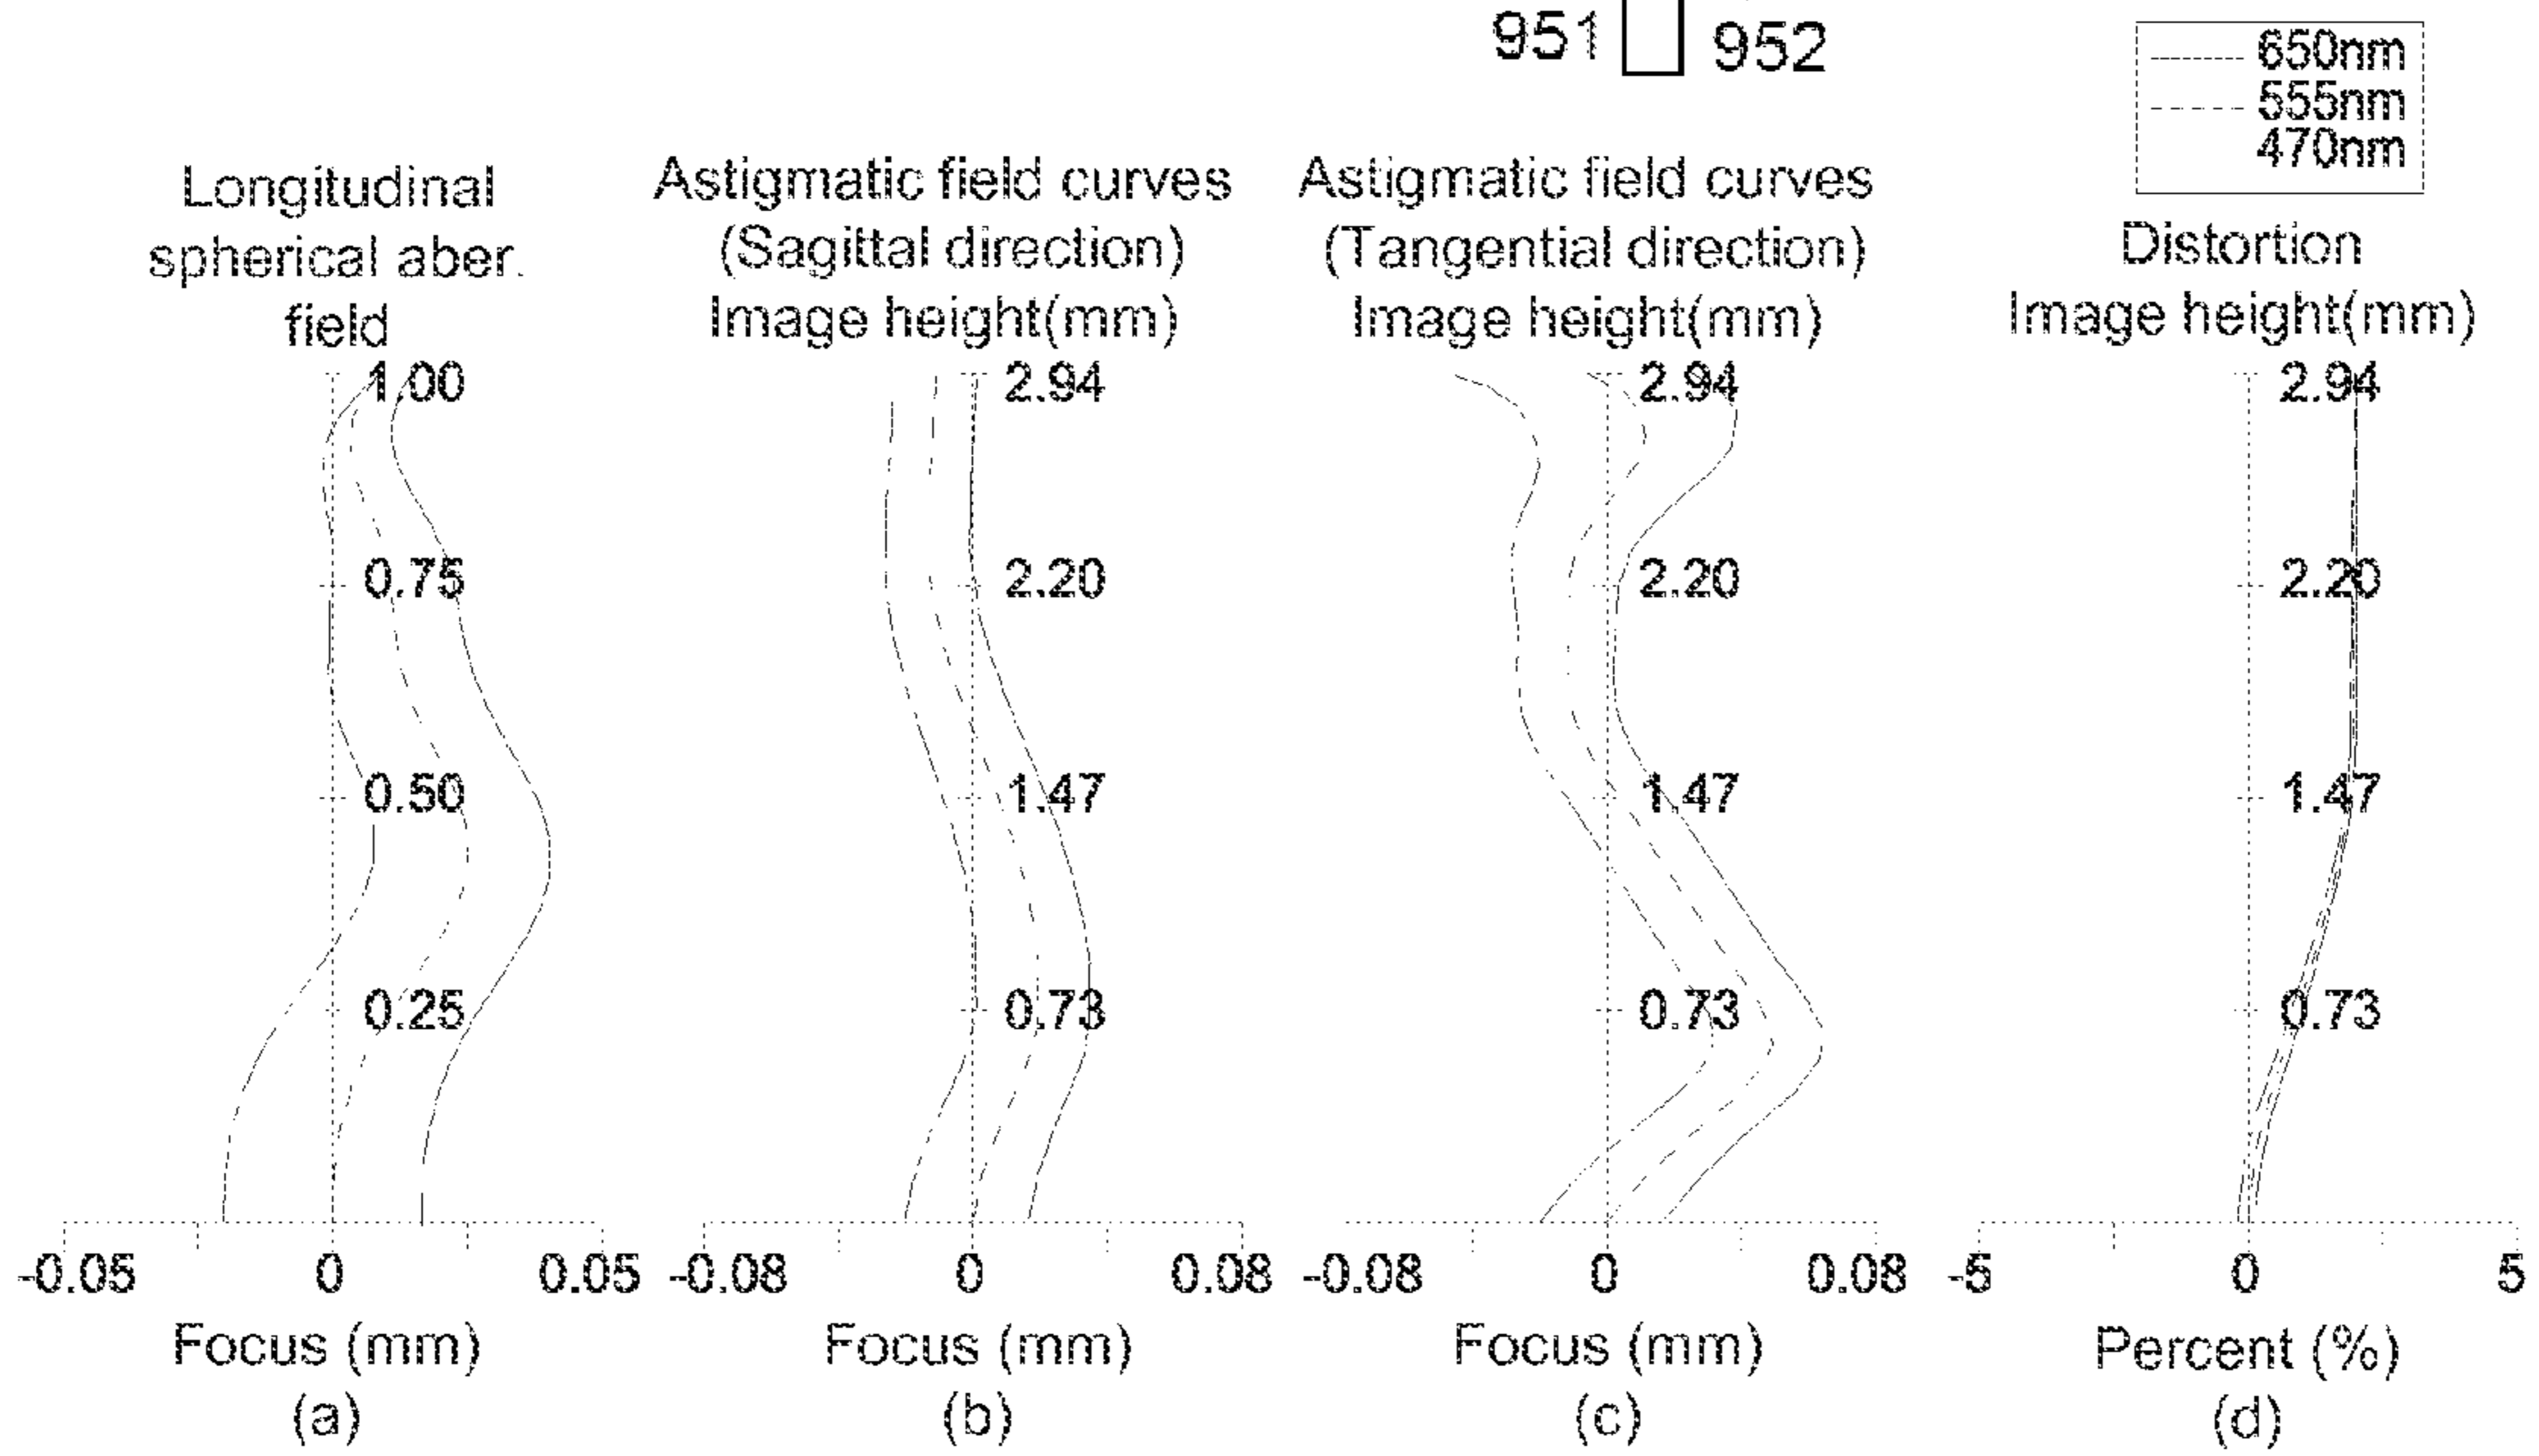 951 952
650nm
555nm
470nm
Longitudinal
spherical aber.
field
1.00
0.75
0.50
0.25
-0.05 0 0.05
Focus (mm)
(a)
Astigmatic field curves
(Sagittal direction)
Image height(mm)
2.94
2.20
1.47
0.73
-0.08 0 0.08
Focus (mm)
(b)
Astigmatic field curves
(Tangential direction)
Image height(mm)
2.94
2.20
1.47
0.73
-0.08 0 0.08
Focus (mm)
(c)
Distortion
Image height(mm)
2.94
2.20
1.47
0.73
-5 0 5
Percent (%)
(d)